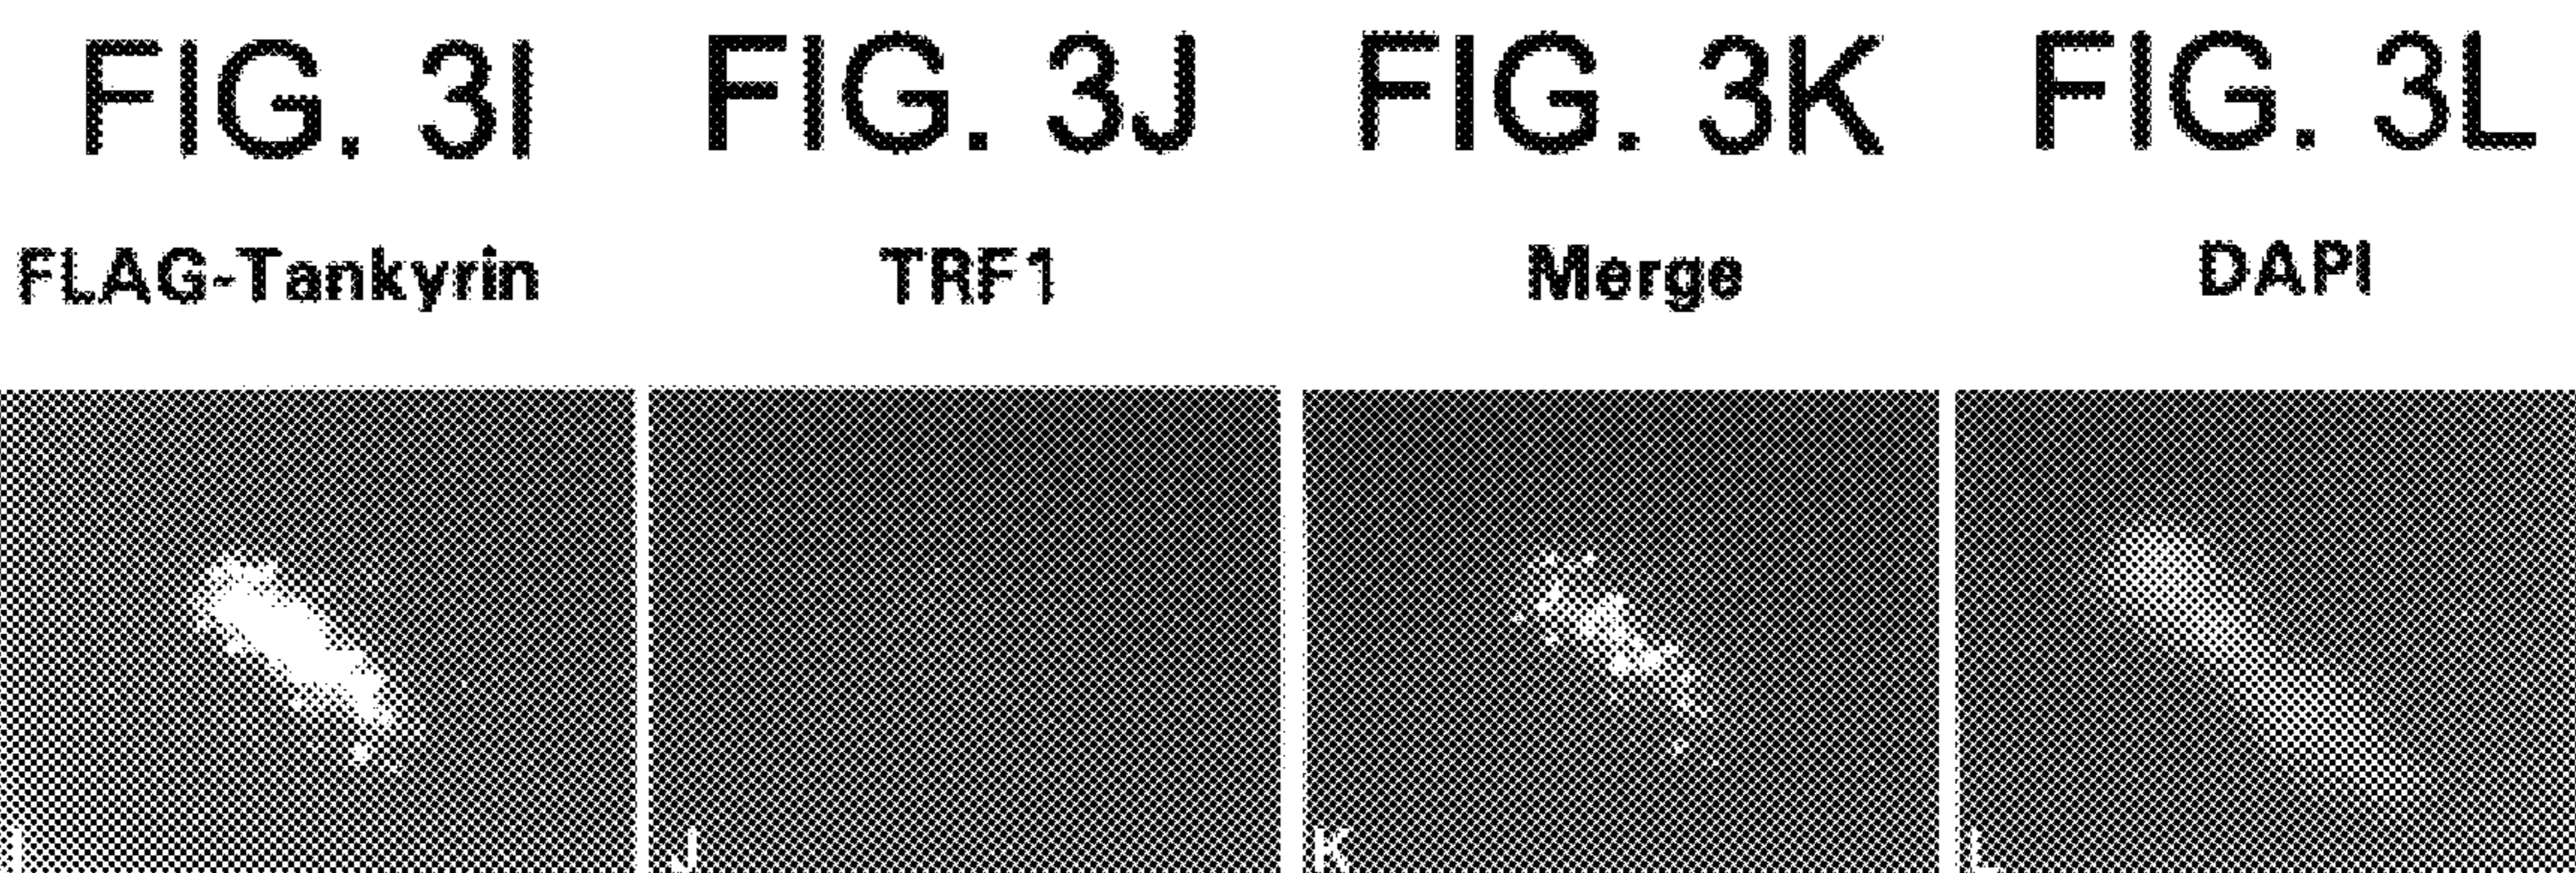 FIG. 3I FIG. 3J FIG. 3K FIG. 3L
FLAG-Tankyrin TRF1 Merge DAPI
I J K L